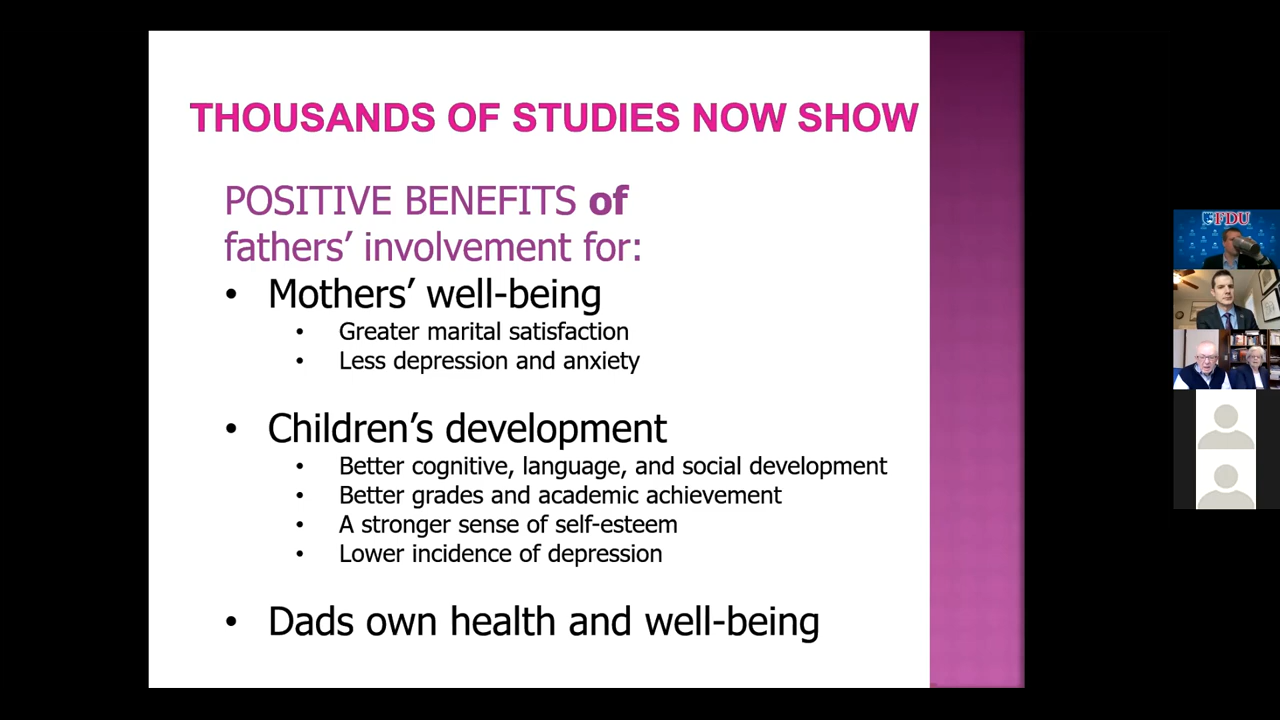 THOUSANDS OF STUDIES NOW SHOW
POSITIVE BENEFITS of
fathers’ involvement for:
• Mothers’ well-being
• Greater marital satisfaction
• Less depression and anxiety
• Children’s development
• Better cognitive, language, and social development
• Better grades and academic achievement
• A stronger sense of self-esteem
• Lower incidence of depression
• Dads own health and well-being
FDU